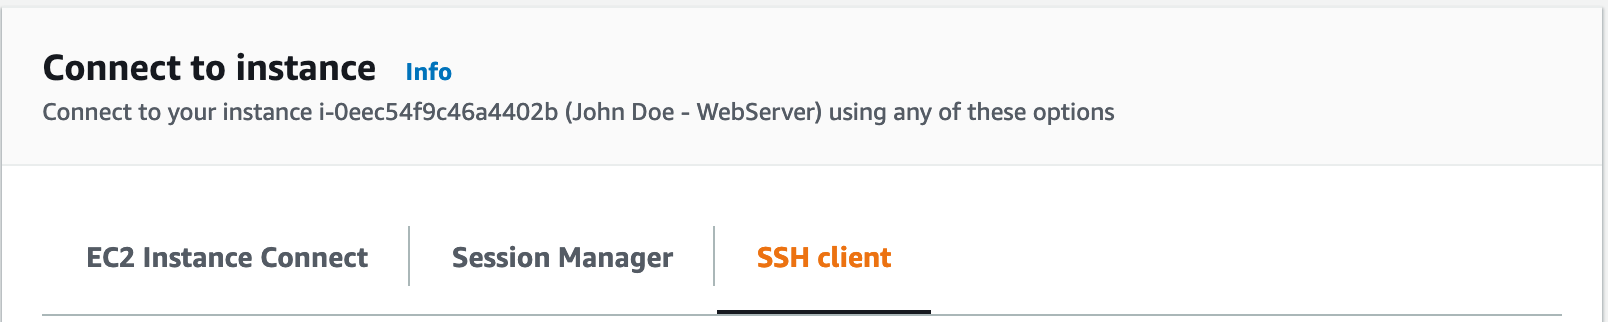 Connect to instance Info
Connect to your instance i-0eec54f9c46a4402b (John Doe - WebServer) using any of these options
EC2 Instance Connect Session Manager SSH client